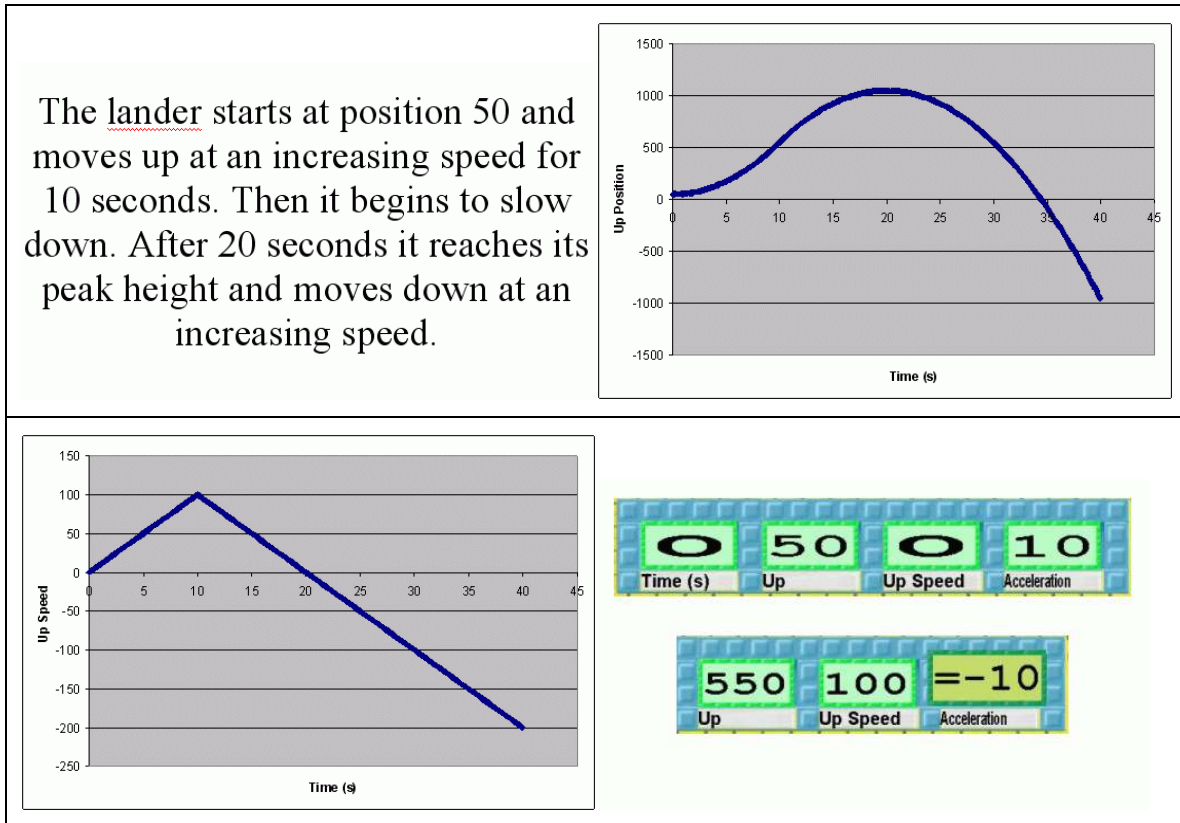 The lander starts at position 50 and
moves up at an increasing speed for
10 seconds. Then it begins to slow
down. After 20 seconds it reaches its
peak height and moves down at an
increasing speed.
1500
1000
500
0
-500
-1000
-1500
0 5 10 15 20 25 30 35 40 45
Up Position
Time (s)
150
100
50
0
-50
-100
-150
-200
-250
0 5 10 15 20 25 30 35 40 45
Up Speed
Time (s)
0 50 0 10
Time (s) Up Up Speed Acceleration
550 100 =-10
Up Up Speed Acceleration